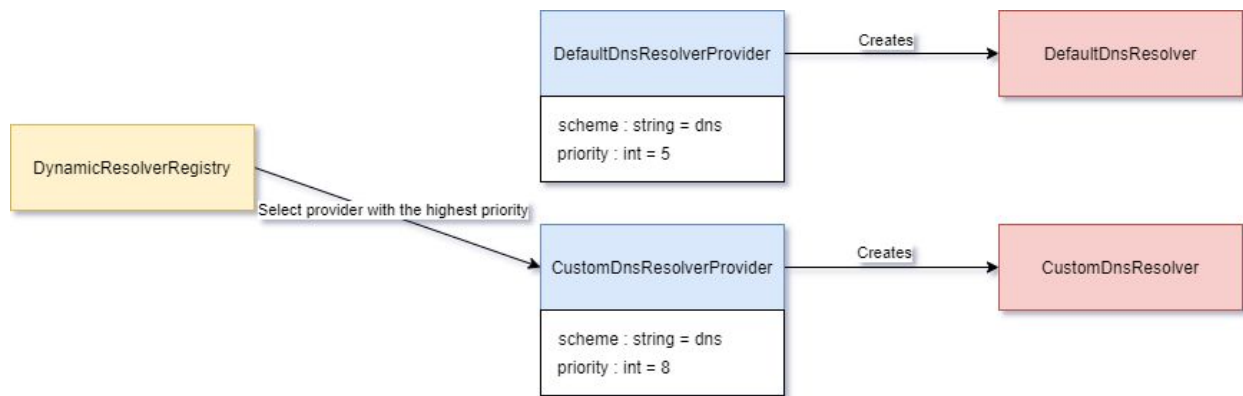 DefaultDnsResolverProvider
Creates
DefaultDnsResolver
scheme : string = dns
priority : int = 5
DynamicResolverRegistry
Select provider with the highest priority
CustomDnsResolverProvider
Creates
CustomDnsResolver
scheme : string = dns
priority : int = 8